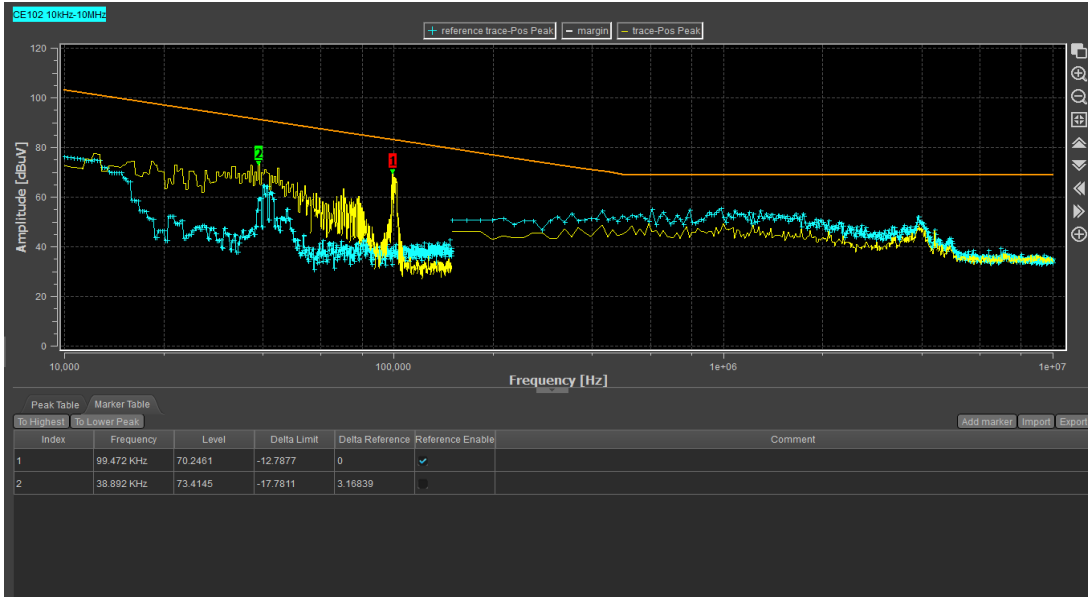 CE102 10kHz-10MHz
reference trace-Pos Peak margin trace-Pos Peak
120
100
80
60
40
20
0
Amplitude [dBuV]
2
1
10,000 100,000 1e+06 1e+07
Frequency [Hz]
Peak Table Marker Table
To Highest To Lower Peak Add marker Import Export
Index Frequency Level Delta Limit Delta Reference Reference Enable Comment
1 99.472 KHz 70.2461 -12.7877 0
2 38.892 KHz 73.4145 -17.7811 3.16839